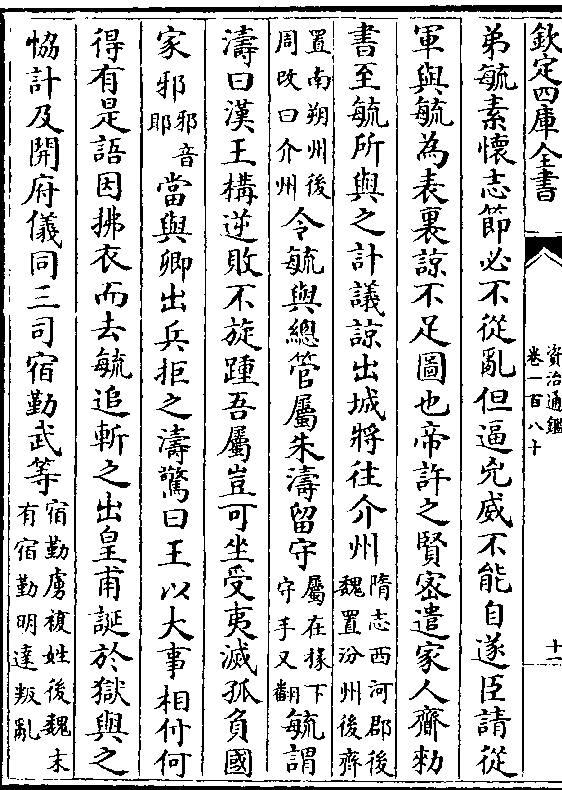 欽定四庫全書
資治通鑑
卷一百八十
十一
弟毓素懷志節必不從亂但逼兇威不能自遂臣請從
軍與毓為表裏諒不足圖也帝許之賢密遣家人齎勑
書至毓所與之計議諒出城將往介州
隋志西河郡後
魏置汾州後齊
置南朔州後
周改曰介州
令毓與總管屬朱濤留守
屬在掾下
守手又翻
毓謂
濤曰漢王構逆敗不旋踵吾屬豈可坐受夷滅孤負國
家邪
邪音
耶
當與卿出兵拒之濤驚曰王以大事相付何
得有是語因拂衣而去毓追斬之出皇甫誕於獄與之
恊計及開府儀同三司宿勤武等
宿勤虜複姓後魏末
有宿勤明達叛亂